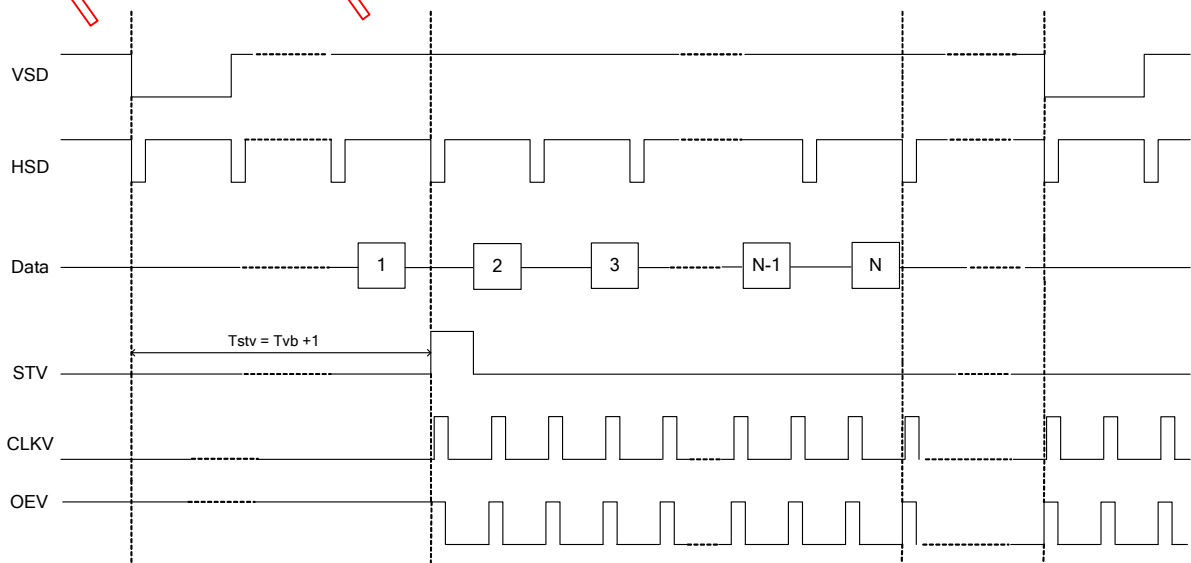 VSD
HSD
Data
1
2
3
N-1
N
Tstv = Tvb +1
STV
CLKV
OEV